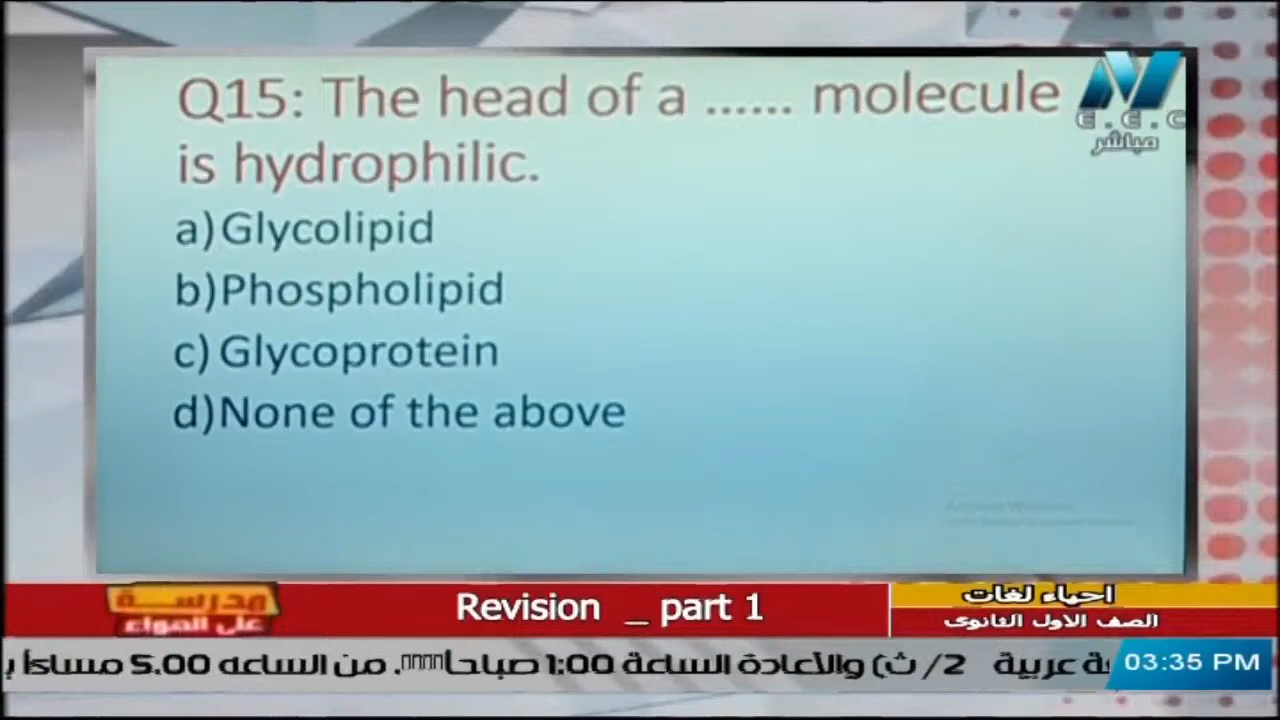 Q15: The head of a ...... molecule
is hydrophilic.
a) Glycolipid
b) Phospholipid
c) Glycoprotein
d) None of the above
E.E.C
مباشر
مدرسة
على الهواء
Revision _ part 1
احياء لغات
الصف الاول الثانوى
عربية 2/ ث) والأعادة الساعة 1:00 صباحاً. من الساعه 5.00 مساءاً
03:35 PM